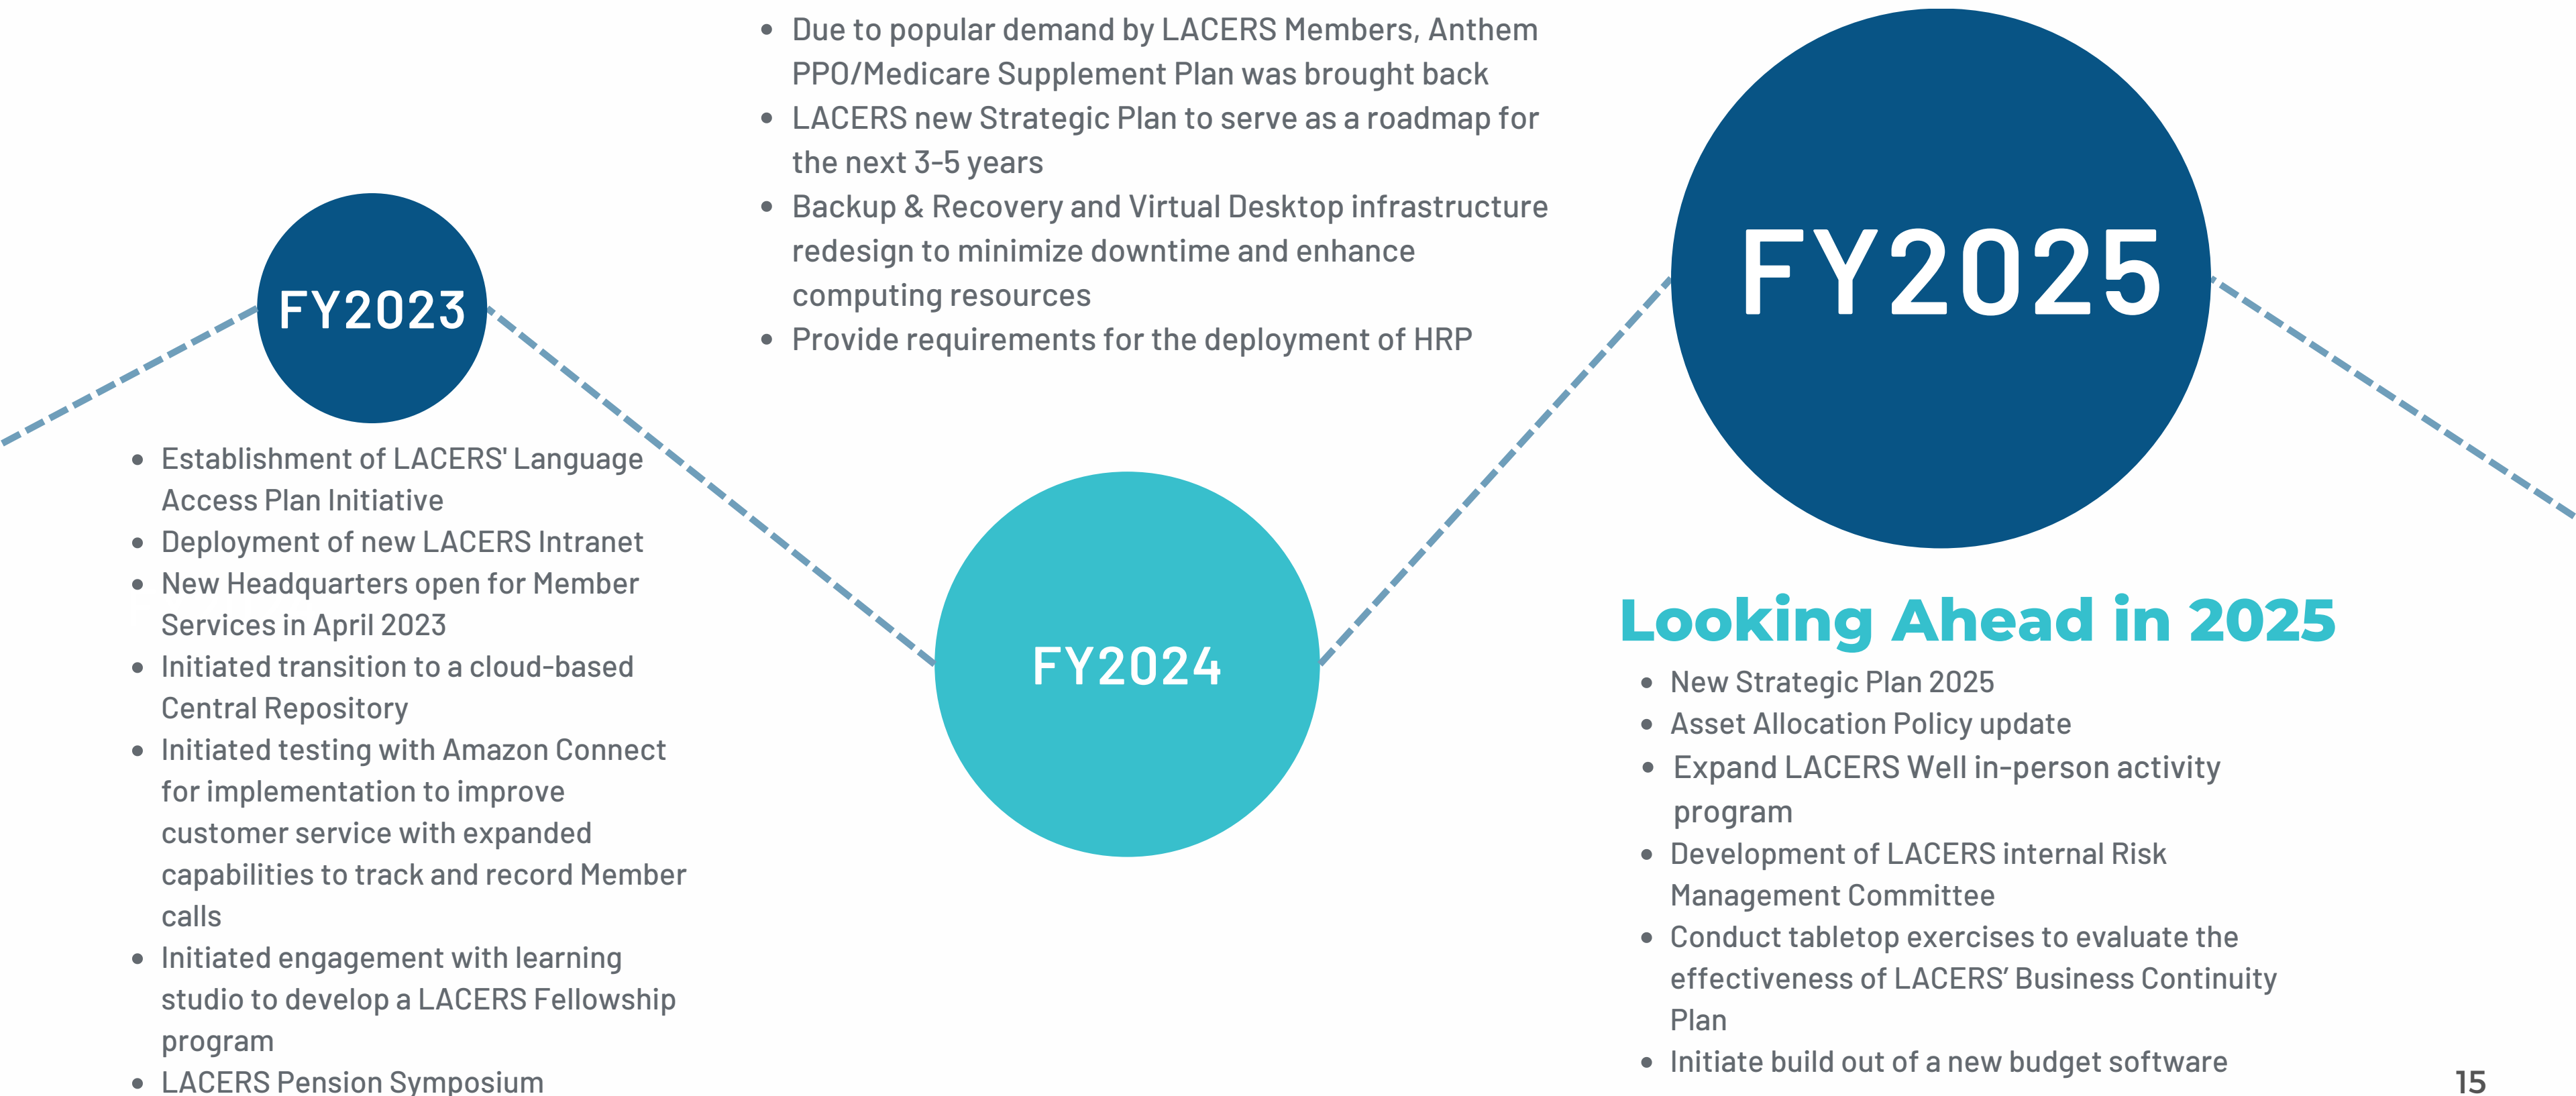 FY2023
• Establishment of LACERS' Language
Access Plan Initiative
• Deployment of new LACERS Intranet
• New Headquarters open for Member
Services in April 2023
• Initiated transition to a cloud-based
Central Repository
• Initiated testing with Amazon Connect
for implementation to improve
customer service with expanded
capabilities to track and record Member
calls
• Initiated engagement with learning
studio to develop a LACERS Fellowship
program
• LACERS Pension Symposium
• Due to popular demand by LACERS Members, Anthem
PPO/Medicare Supplement Plan was brought back
• LACERS new Strategic Plan to serve as a roadmap for
the next 3-5 years
• Backup & Recovery and Virtual Desktop infrastructure
redesign to minimize downtime and enhance
computing resources
• Provide requirements for the deployment of HRP
FY2024
FY2025
Looking Ahead in 2025
• New Strategic Plan 2025
• Asset Allocation Policy update
• Expand LACERS Well in-person activity
program
• Development of LACERS internal Risk
Management Committee
• Conduct tabletop exercises to evaluate the
effectiveness of LACERS’ Business Continuity
Plan
• Initiate build out of a new budget software
15